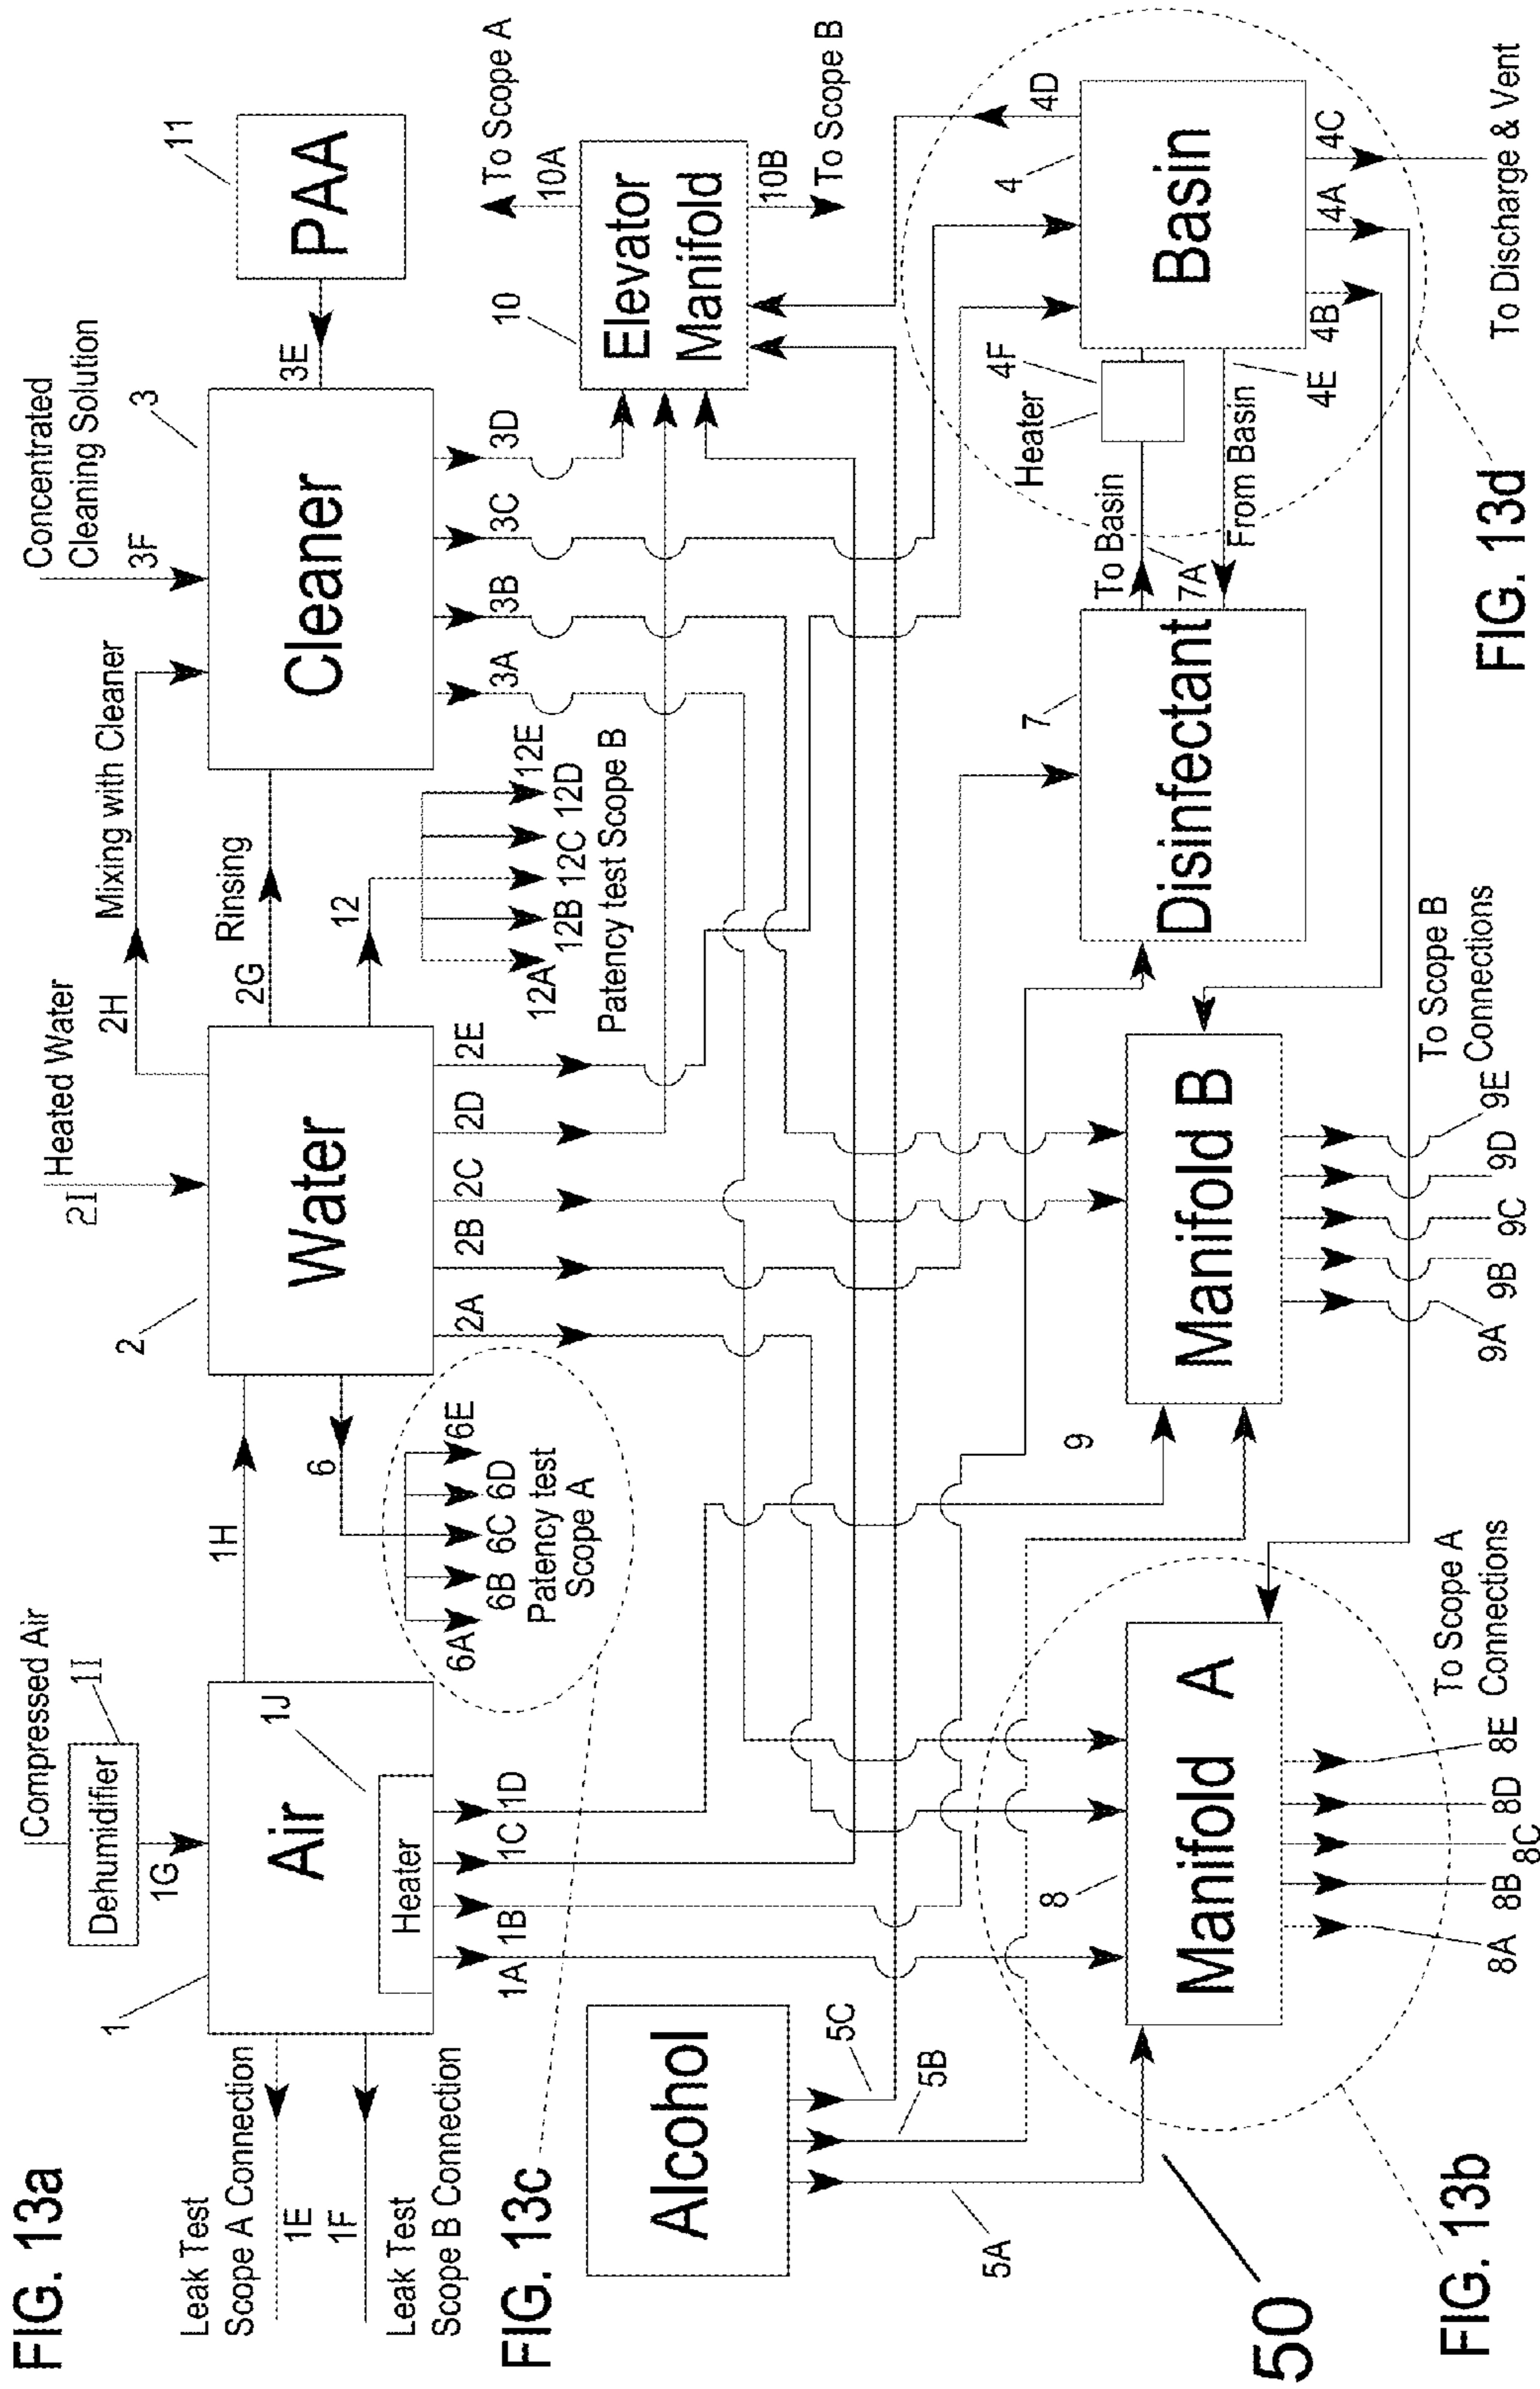 FIG. 13a
Compressed Air
1I
Dehumidifier
1G
1
Air
1J
Heater
1H
Leak Test
Scope A Connection
1E
1F
Leak Test
Scope B Connection
1A
1B
1C
1D
Heated Water
2I
2
Water
2H
Mixing with Cleaner
2G
Rinsing
12
6
6A
6B
6C
6D
6E
Patency test
Scope A
2A
2B
2C
2D
2E
12A
12B
12C
12D
12E
Patency test Scope B
Concentrated
Cleaning Solution
3F
3
Cleaner
3E
11
PAA
3A
3B
3C
3D
10
Elevator
Manifold
To Scope A
10A
10B
To Scope B
FIG. 13c
Alcohol
5C
5B
5A
50
8
Manifold A
8A
8B
8C
8D
8E
To Scope A
Connections
FIG. 13b
9
Manifold B
9A
9B
9C
9D
9E
To Scope B
Connections
7
Disinfectant
To Basin
7A
From Basin
Heater
4F
4E
4
Basin
4D
4B
4A
4C
To Discharge & Vent
FIG. 13d